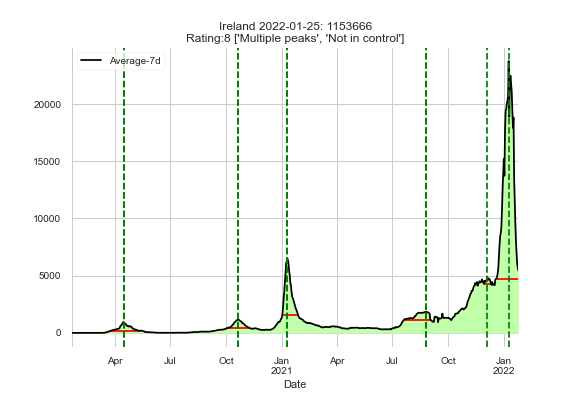 Ireland 2022-01-25: 1153666
Rating:8 ['Multiple peaks', 'Not in control']
Average-7d
20000
15000
10000
5000
0
Apr
Jul
Oct
Jan
2021
Apr
Jul
Oct
Jan
2022
Date